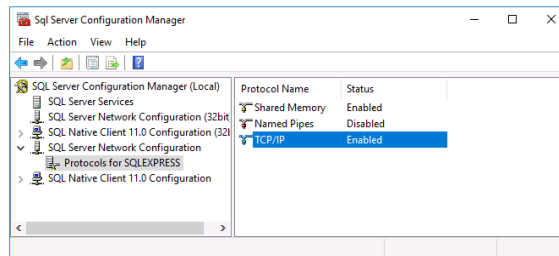 Sql Server Configuration Manager
File Action View Help
SQL Server Configuration Manager (Local)
SQL Server Services
SQL Server Network Configuration (32bit
SQL Native Client 11.0 Configuration (32b
SQL Server Network Configuration
Protocols for SQLEXPRESS
SQL Native Client 11.0 Configuration
Protocol Name Status
Shared Memory Enabled
Named Pipes Disabled
TCP/IP Enabled